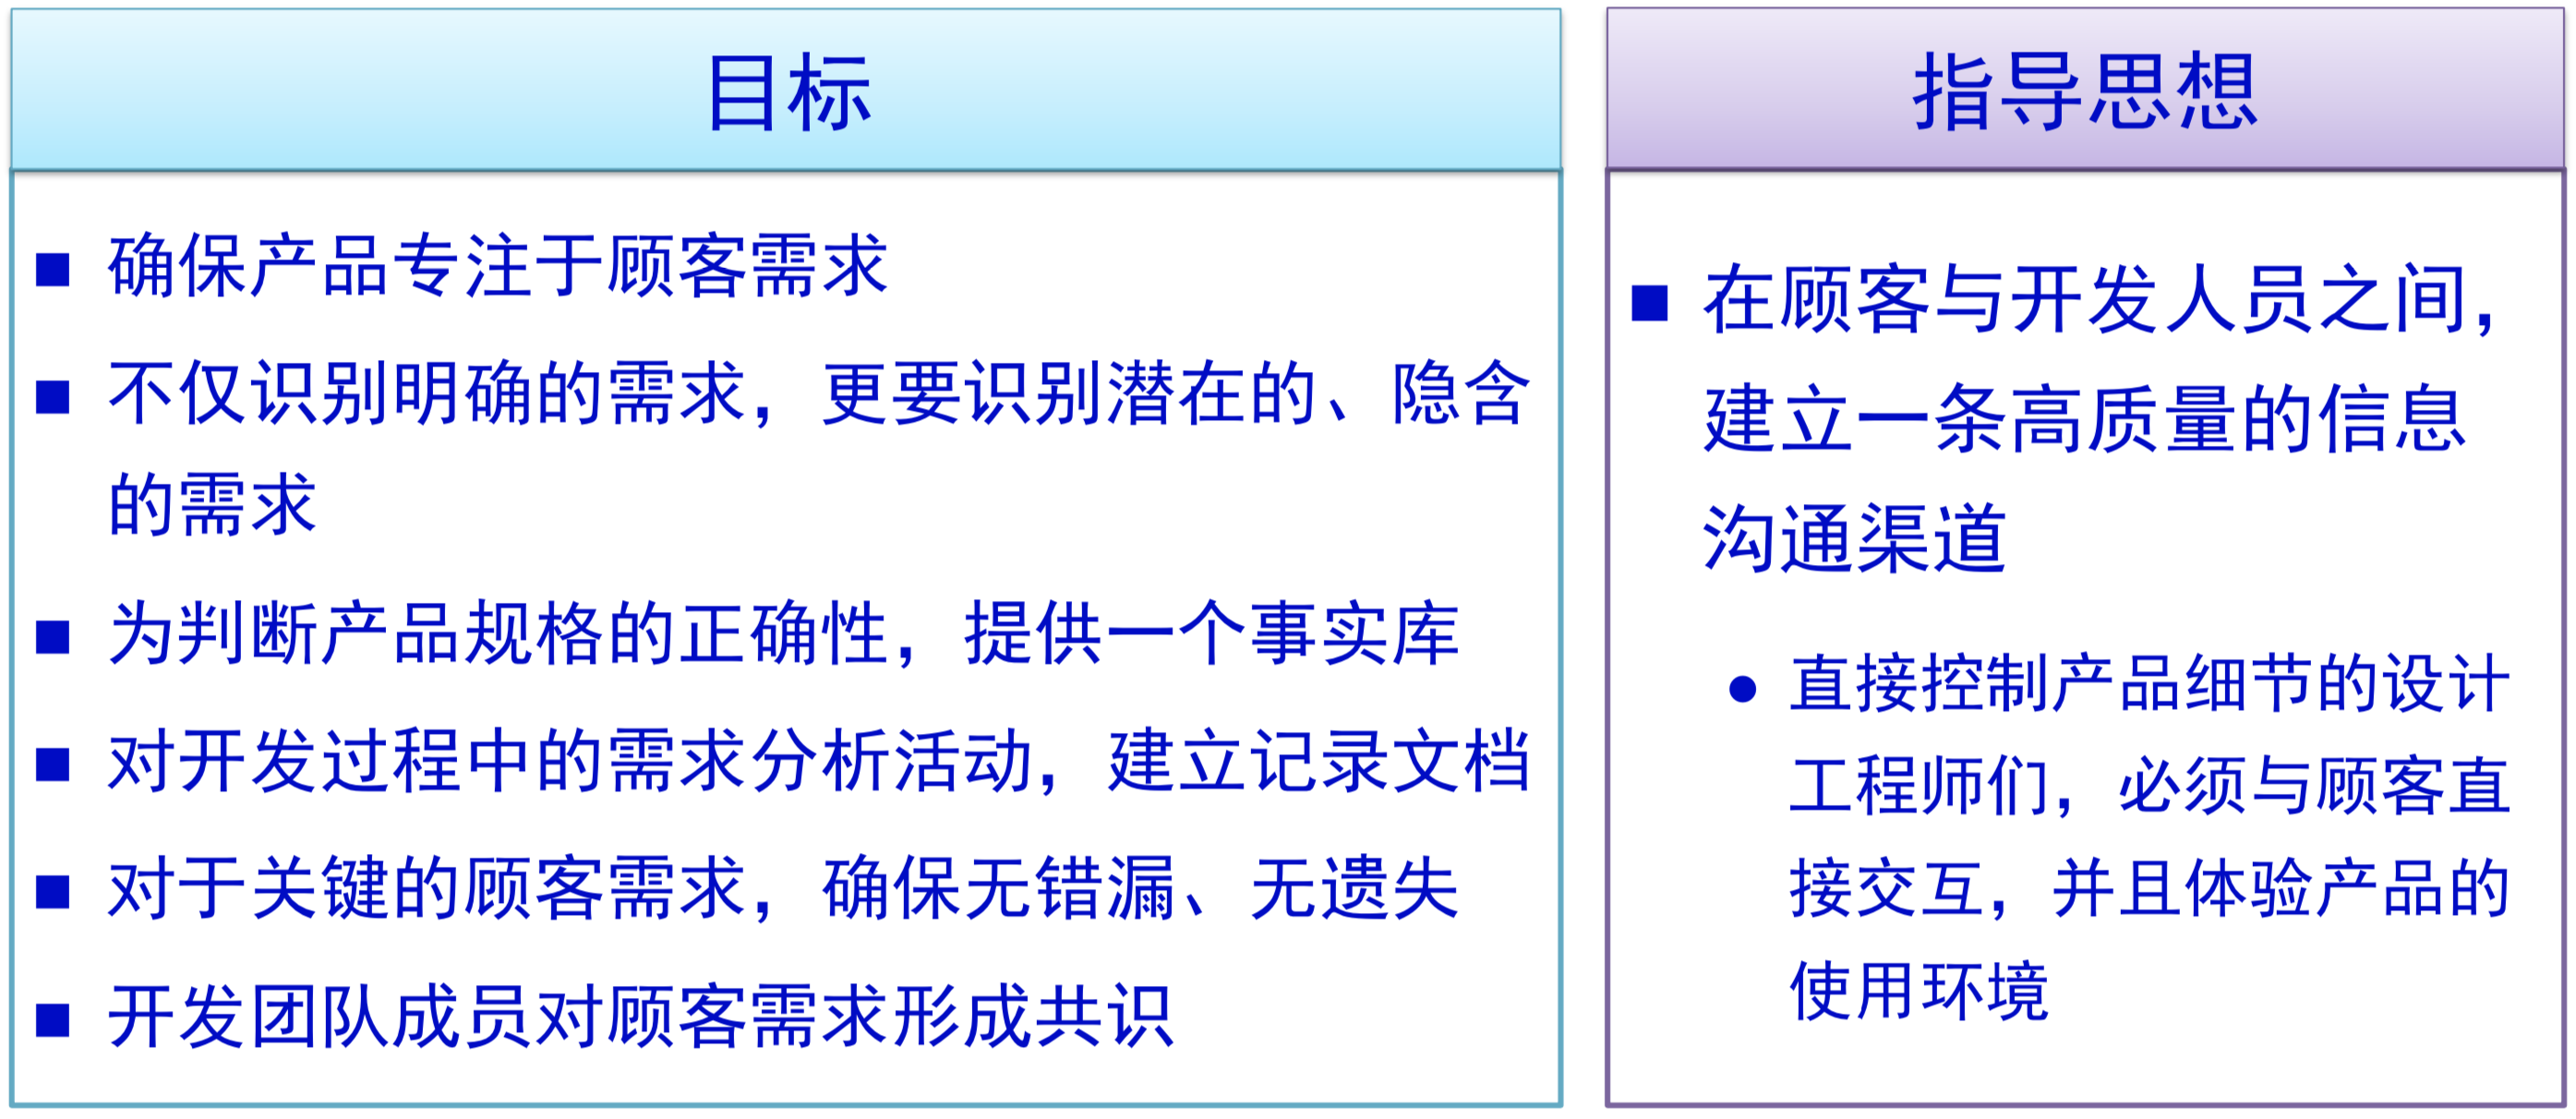 目标
■ 确保产品专注于顾客需求
■ 不仅识别明确的需求，更要识别潜在的、隐含
的需求
■ 为判断产品规格的正确性，提供一个事实库
■ 对开发过程中的需求分析活动，建立记录文档
■ 对于关键的顾客需求，确保无错漏、无遗失
■ 开发团队成员对顾客需求形成共识
指导思想
■ 在顾客与开发人员之间，
建立一条高质量的信息
沟通渠道
● 直接控制产品细节的设计
工程师们，必须与顾客直
接交互，并且体验产品的
使用环境